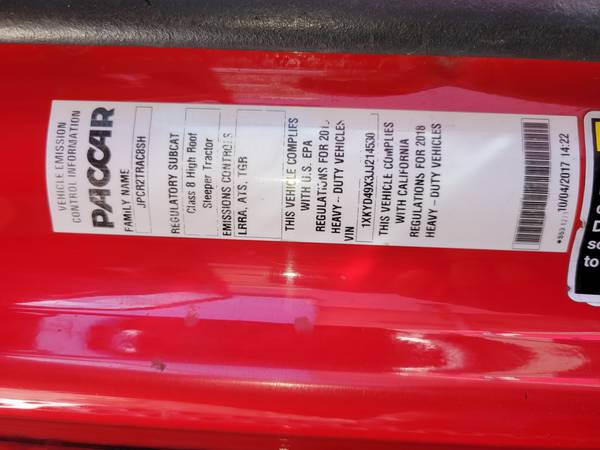 VEHICLE EMISSION
CONTROL INFORMATION
PACCAR
FAMILY NAME
JPCR2TRAC8SH
REGULATORY SUBCAT
Class 8 High Roof
Sleeper Tractor
EMISSIONS CONTROLS
LRRA, ATS, TGR
THIS VEHICLE COMPLIES
WITH U.S. EPA
REGULATIONS FOR
HEAVY - DUTY VEHICLES
VIN
1XKYD49X3JJ214530
THIS VEHICLE COMPLIES
WITH CALIFORNIA
REGULATIONS FOR 2018
HEAVY - DUTY VEHICLES
10/04/2017 14:22
to